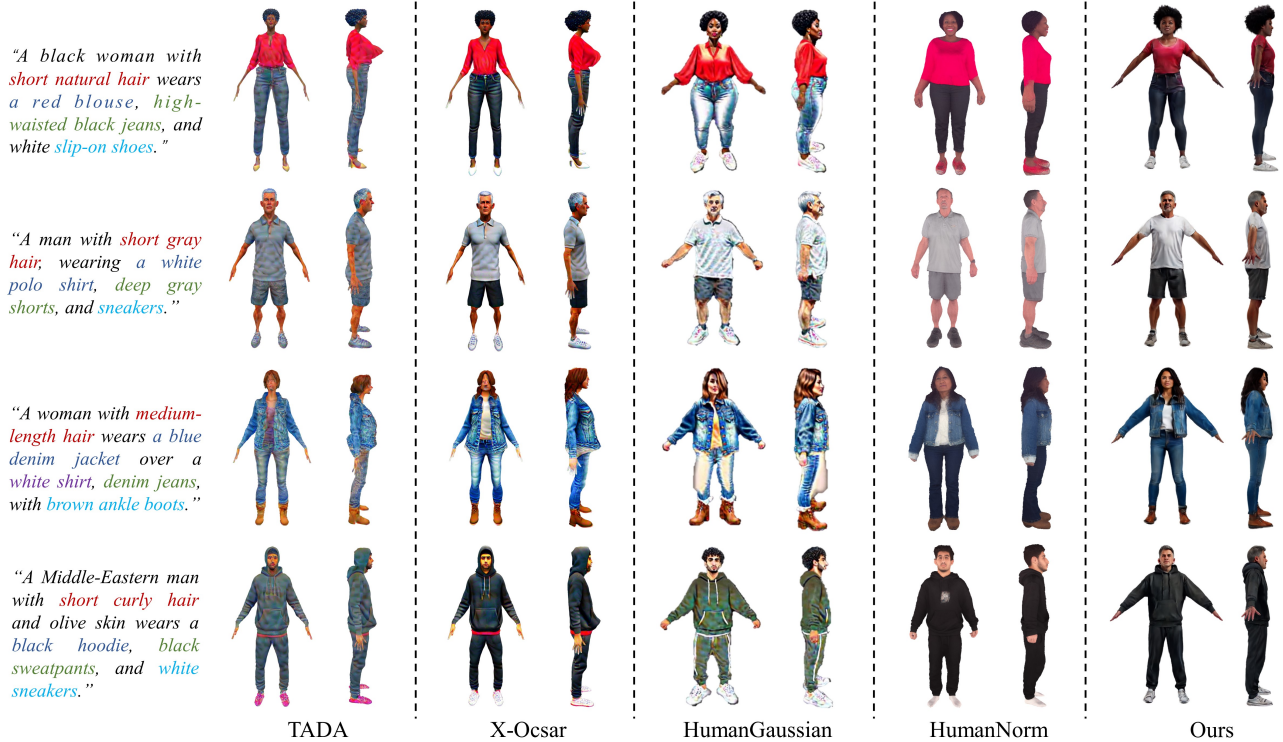 “A black woman with
short natural hair wears
a red blouse, high-
waisted black jeans, and
white slip-on shoes.”
“A man with short gray
hair, wearing a white
polo shirt, deep gray
shorts, and sneakers.”
“A woman with medium-
length hair wears a blue
denim jacket over a
white shirt, denim jeans,
with brown ankle boots.”
“A Middle-Eastern man
with short curly hair
and olive skin wears a
black hoodie, black
sweatpants, and white
sneakers.”
TADA X-Ocsar HumanGaussian HumanNorm Ours